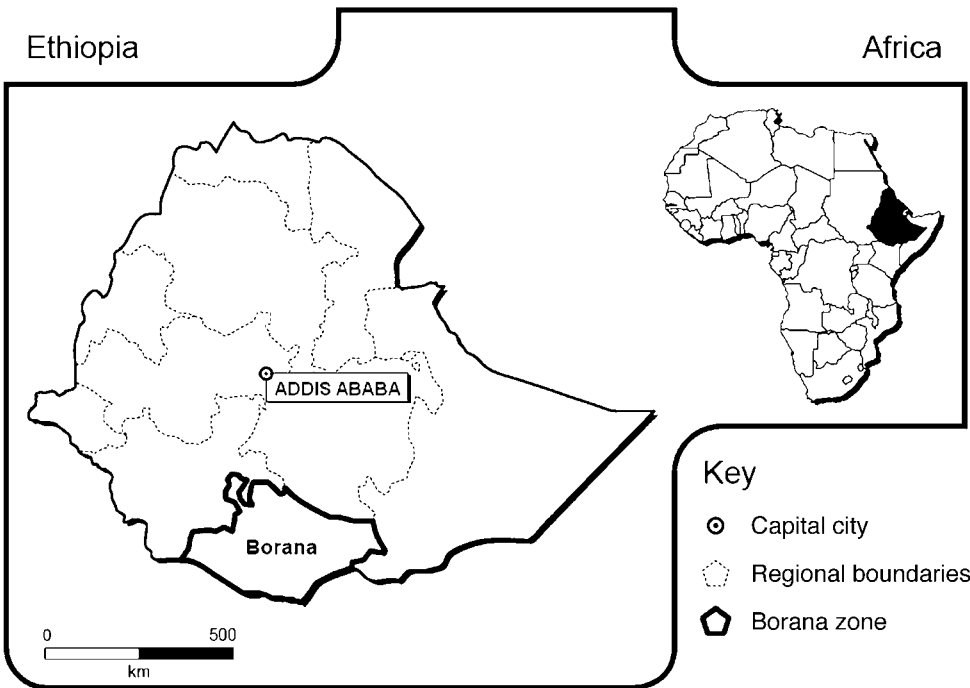 Ethiopia
Africa
ADDIS ABABA
Borana
Key
Capital city
Regional boundaries
Borana zone
0 500
km